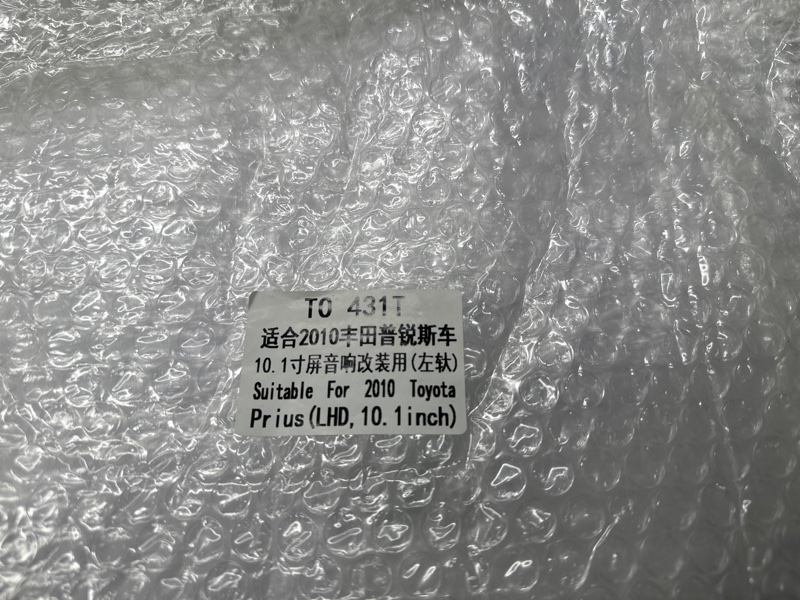 TO 431T
适合2010丰田普锐斯车
10.1寸屏音响改装用(左轪)
Suitable For 2010 Toyota
Prius(LHD,10.1inch)